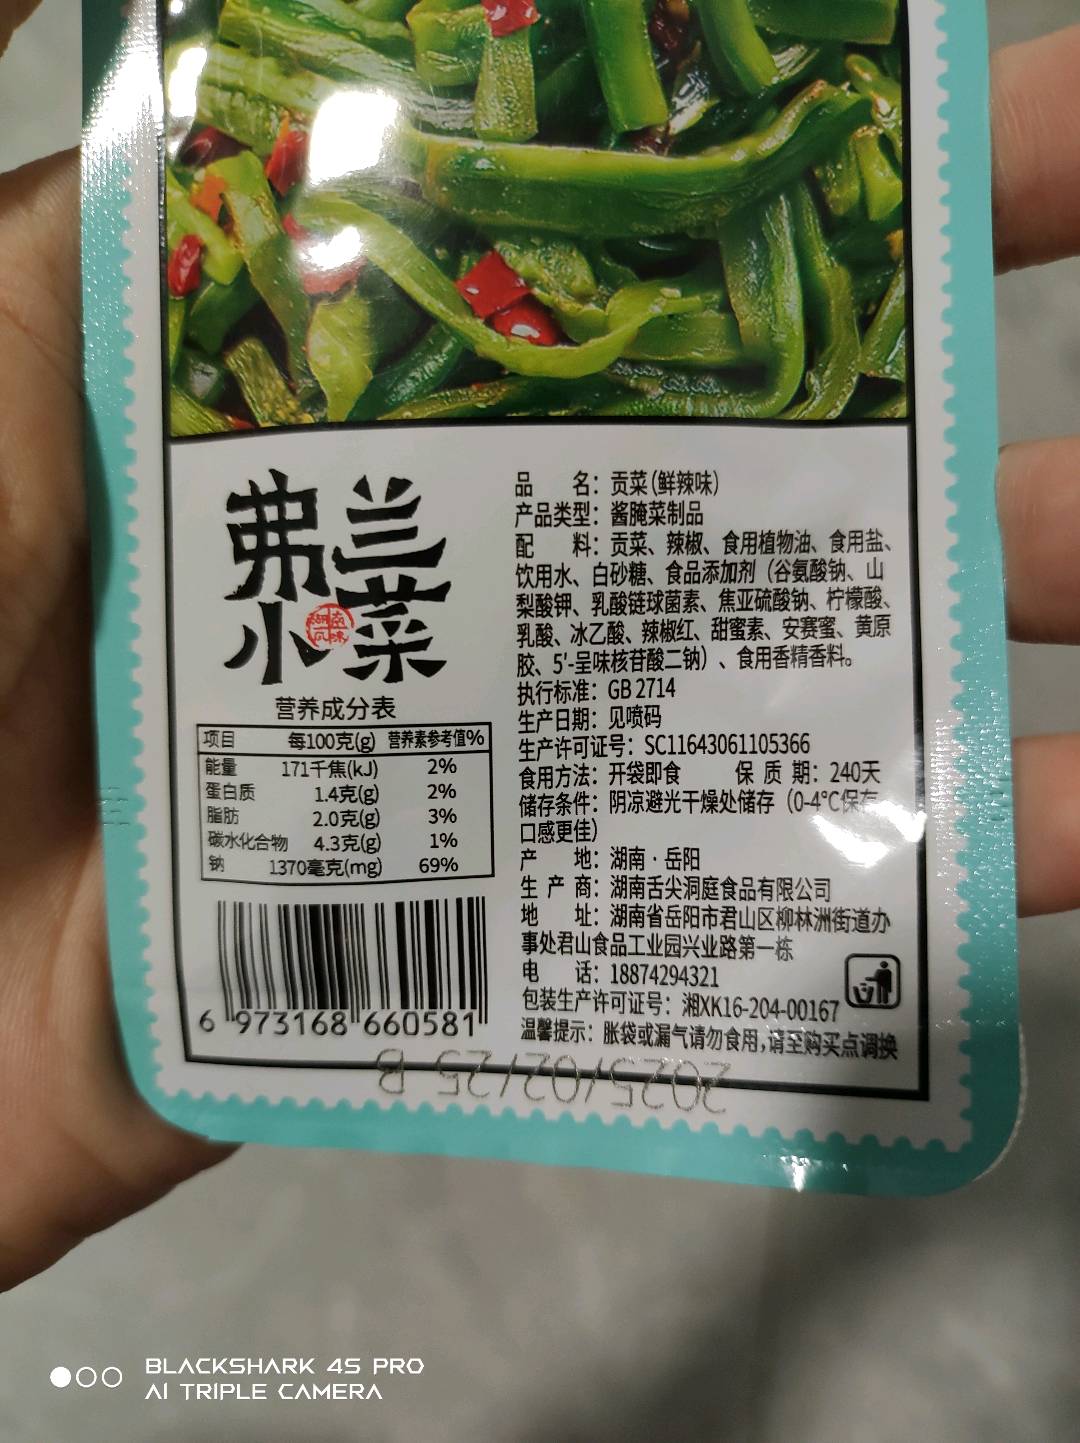 弗兰
小菜
湖南
风味
营养成分表
项目 每100克(g) 营养素参考值%
能量 171千焦(kJ) 2%
蛋白质 1.4克(g) 2%
脂肪 2.0克(g) 3%
碳水化合物 4.3克(g) 1%
钠 1370毫克(mg) 69%
6 973168 660581
品 名：贡菜(鲜辣味)
产品类型：酱腌菜制品
配 料：贡菜、辣椒、食用植物油、食用盐、
饮用水、白砂糖、食品添加剂（谷氨酸钠、山
梨酸钾、乳酸链球菌素、焦亚硫酸钠、柠檬酸、
乳酸、冰乙酸、辣椒红、甜蜜素、安赛蜜、黄原
胶、5'-呈味核苷酸二钠）、食用香精香料。
执行标准：GB 2714
生产日期：见喷码
生产许可证号：SC11643061105366
食用方法：开袋即食 保 质 期：240天
储存条件：阴凉避光干燥处储存（0-4°C保存
口感更佳）
产 地：湖南·岳阳
生 产 商：湖南舌尖洞庭食品有限公司
地 址：湖南省岳阳市君山区柳林洲街道办
事处君山食品工业园兴业路第一栋
电 话：18874294321
包装生产许可证号：湘XK16-204-00167
温馨提示：胀袋或漏气请勿食用,请至购买点调换
2025/02/25 B
BLACKSHARK 4S PRO
AI TRIPLE CAMERA